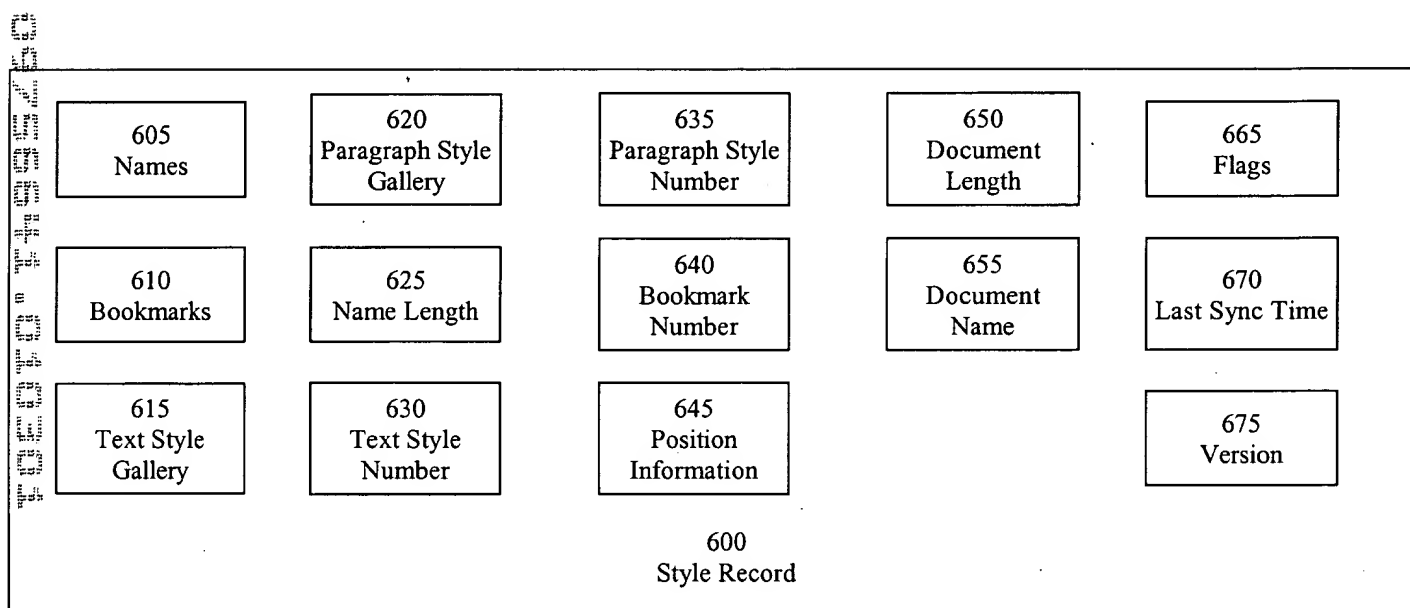 605
Names
620
Paragraph Style
Gallery
635
Paragraph Style
Number
650
Document
Length
665
Flags
610
Bookmarks
625
Name Length
640
Bookmark
Number
655
Document
Name
670
Last Sync Time
615
Text Style
Gallery
630
Text Style
Number
645
Position
Information
675
Version
600
Style Record